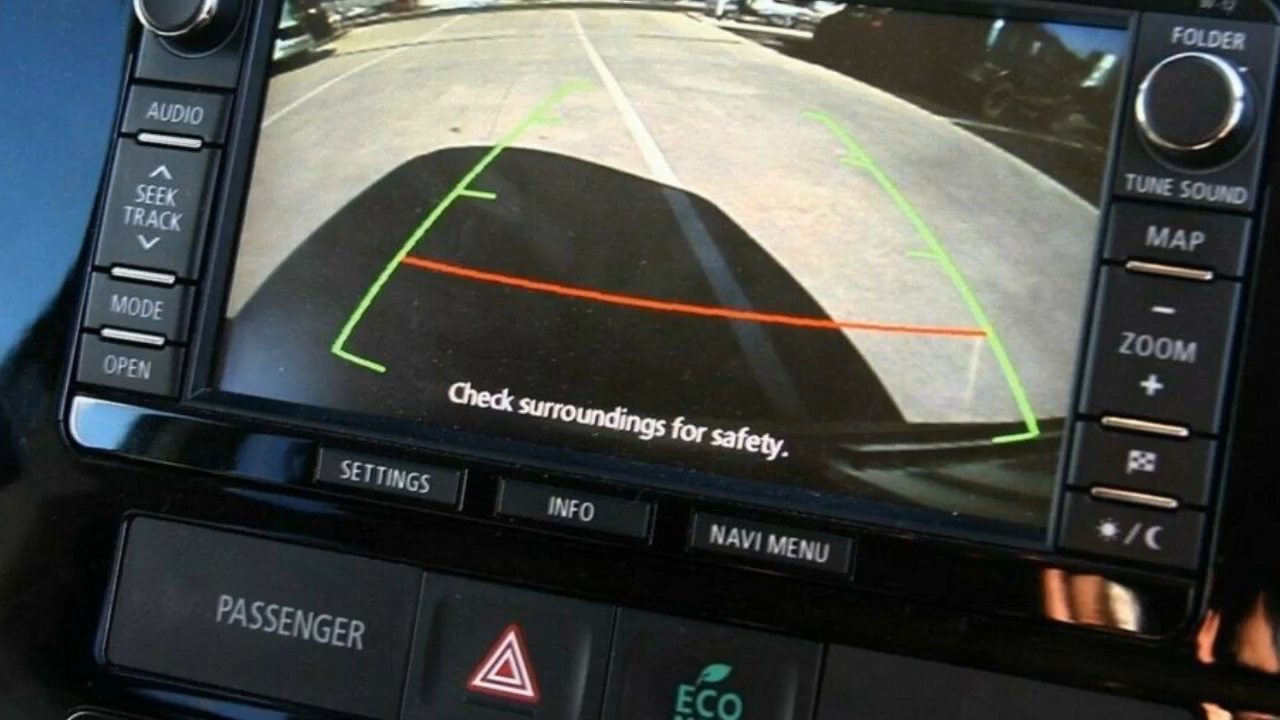 FOLDER
AUDIO
TUNE SOUND
SEEK
TRACK
MAP
MODE
ZOOM
OPEN
Check surroundings for safety.
SETTINGS
INFO
NAVI MENU
PASSENGER
ECO